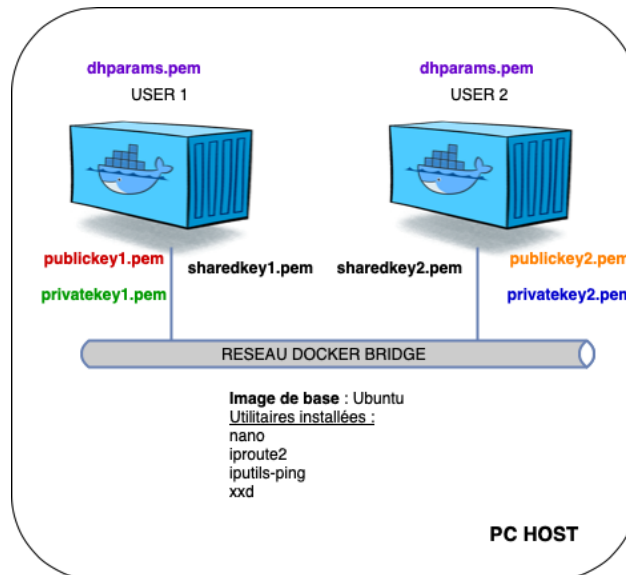 dhparams.pem
USER 1
dhparams.pem
USER 2
publickey1.pem
privatekey1.pem
sharedkey1.pem
sharedkey2.pem
publickey2.pem
privatekey2.pem
RESEAU DOCKER BRIDGE
Image de base : Ubuntu
Utilitaires installées :
nano
iproute2
iputils-ping
xxd
PC HOST